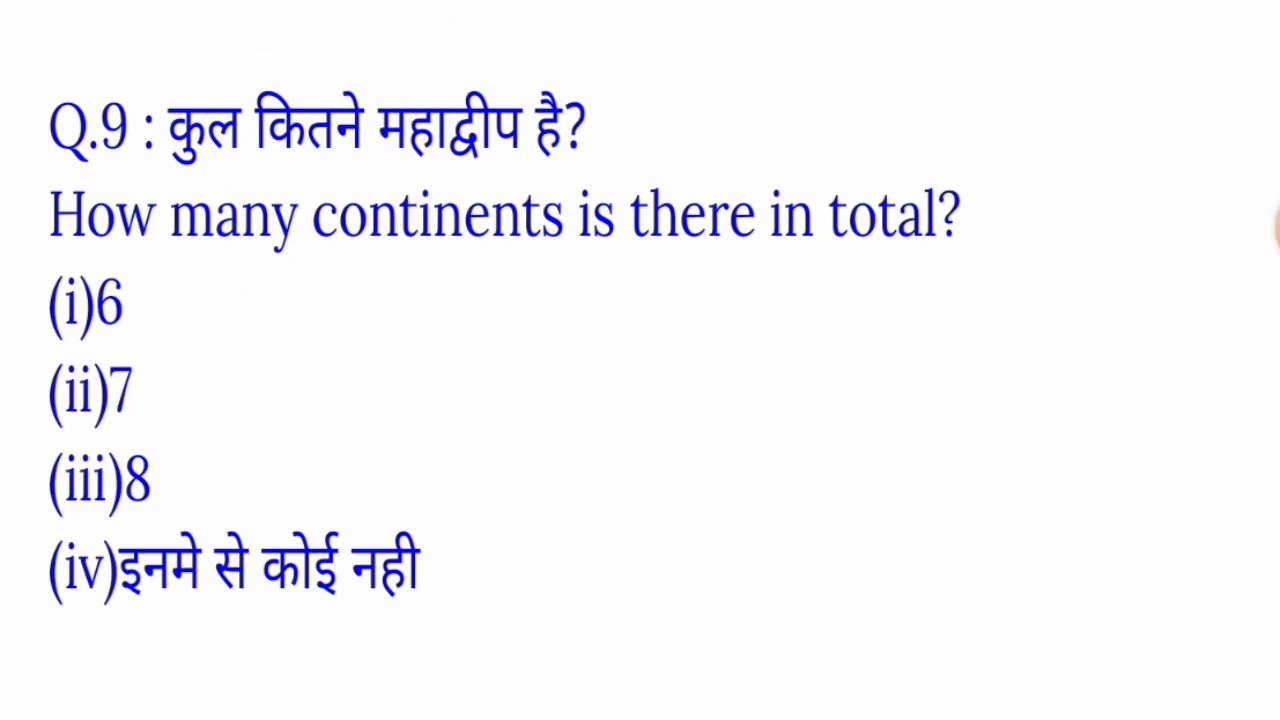 Q.9 : कुल कितने महाद्वीप है?
How many continents is there in total?
(i)6
(ii)7
(iii)8
(iv)इनमे से कोई नही